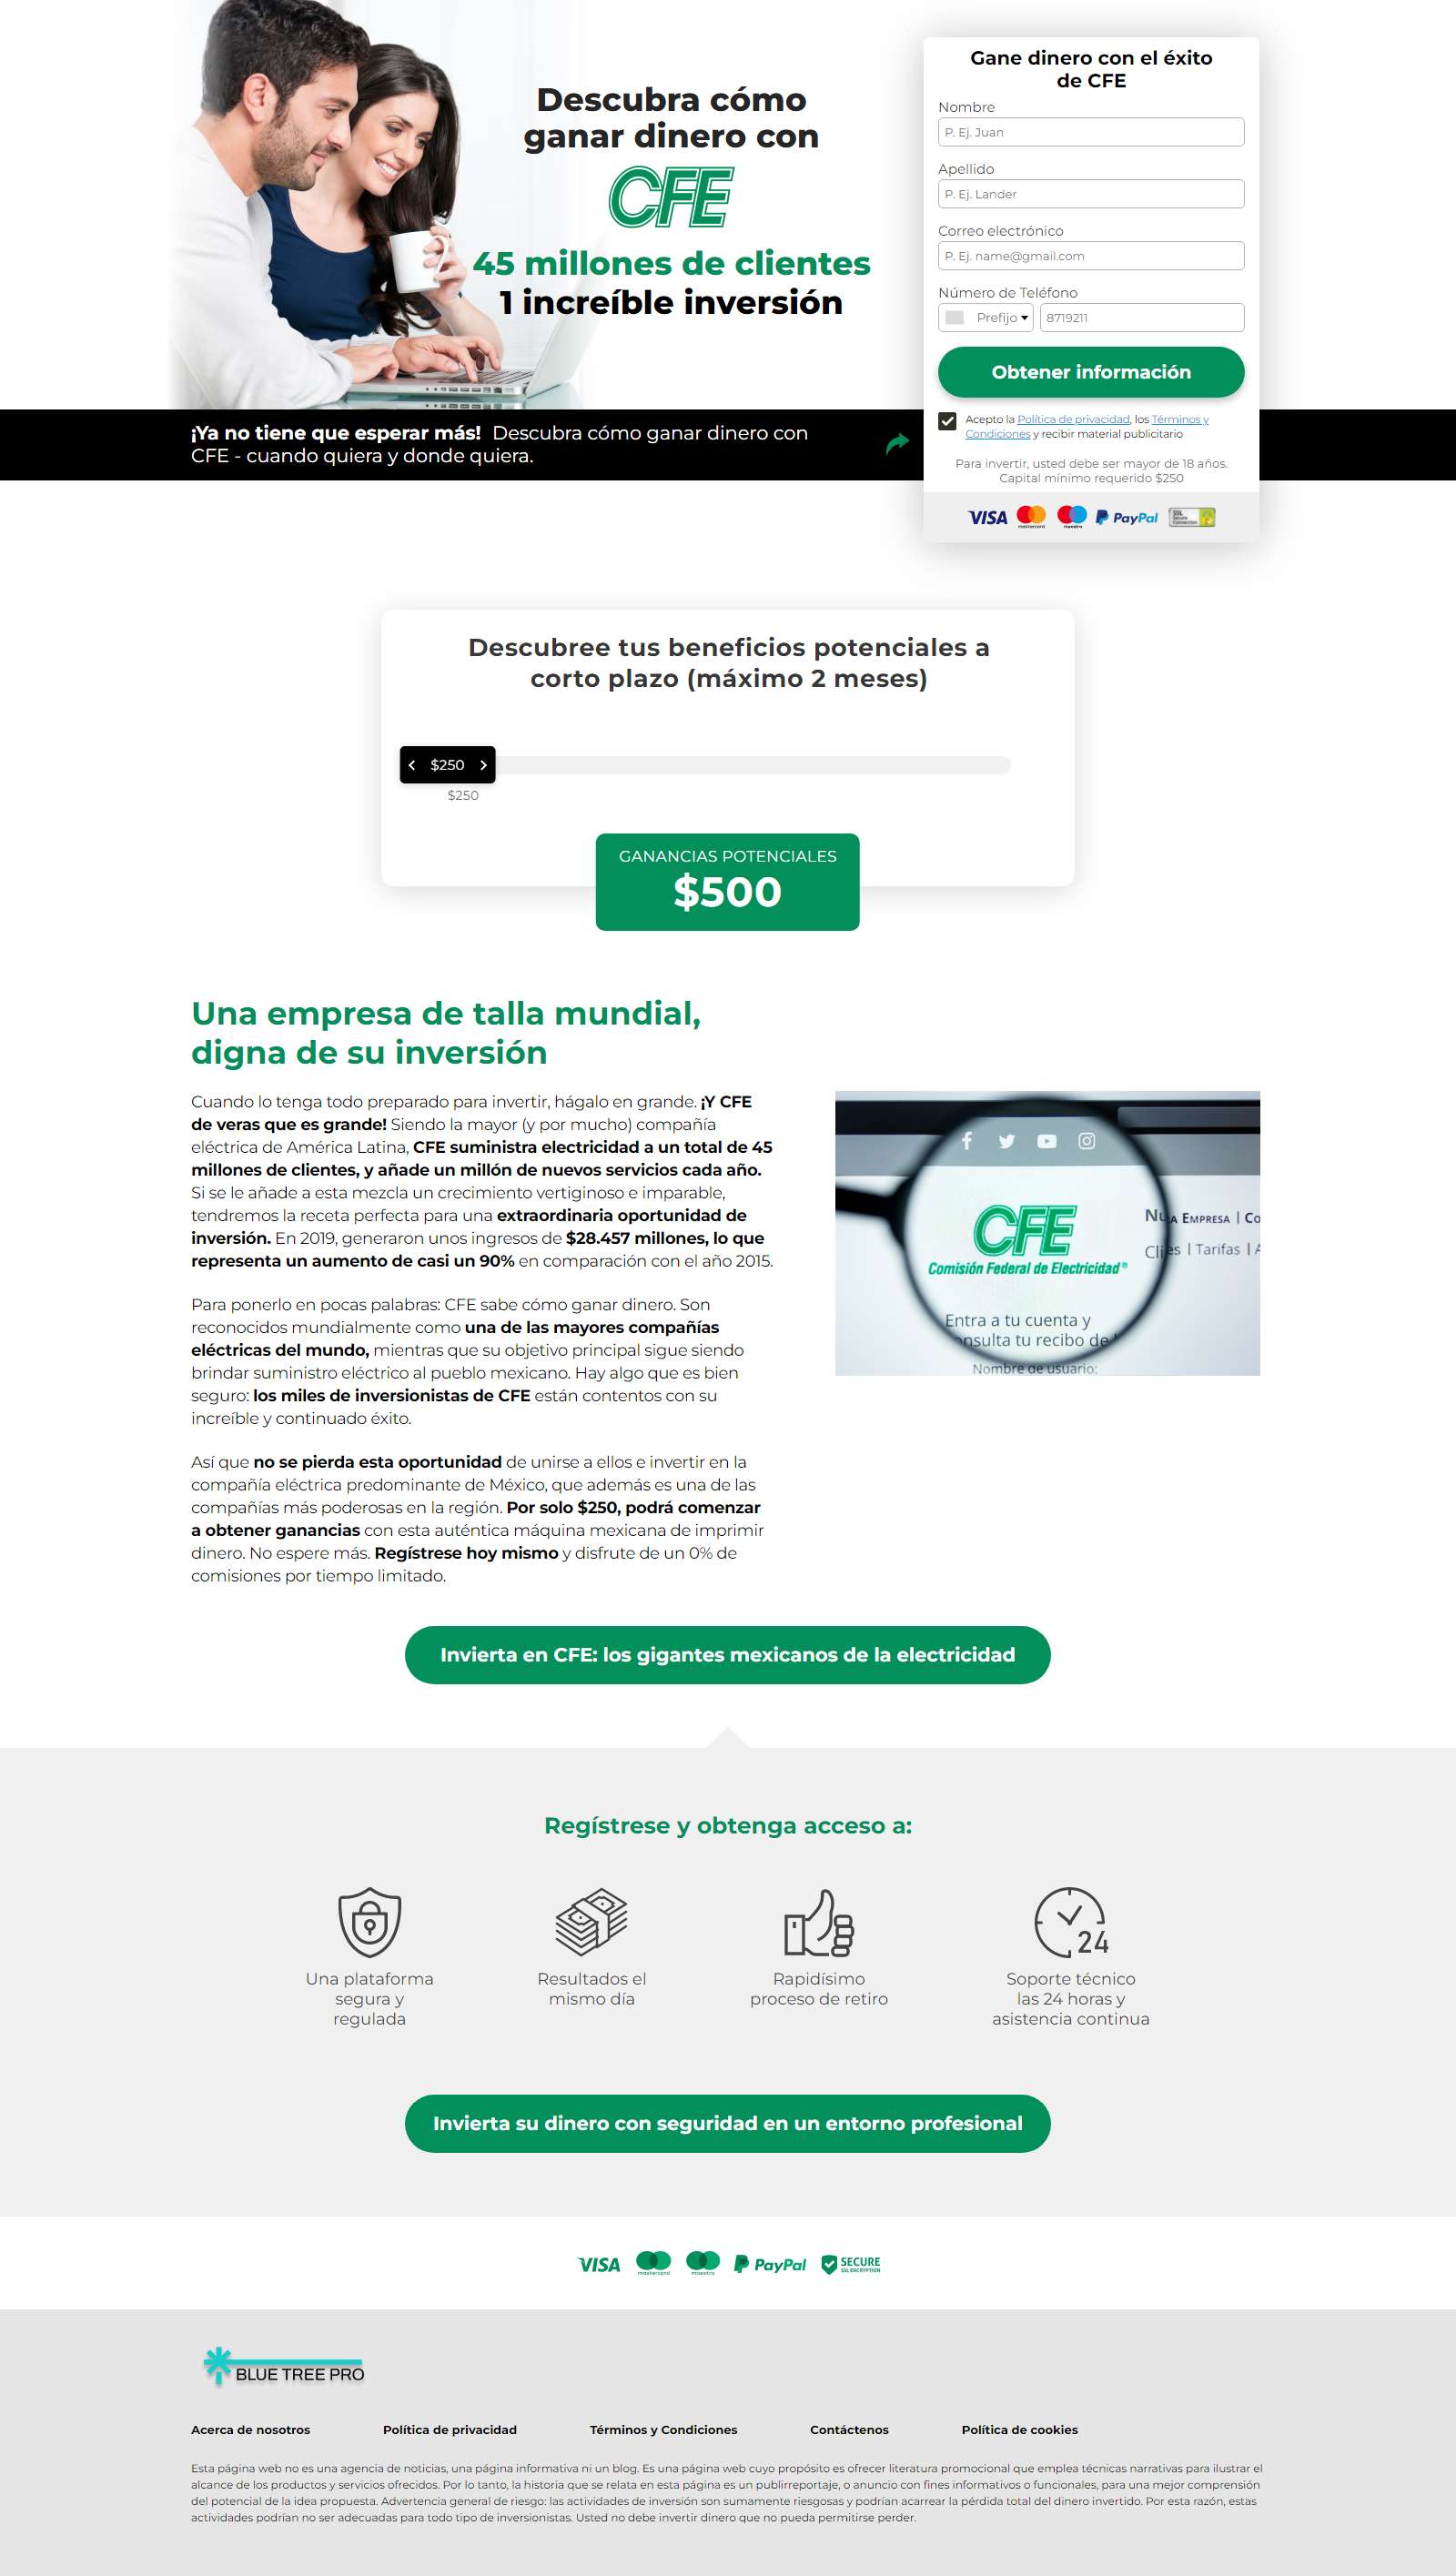 Descubra cómo
ganar dinero con
CFE
45 millones de clientes
1 increíble inversión
Gane dinero con el éxito
de CFE
Nombre
P. Ej. Juan
Apellido
P. Ej. Lander
Correo electrónico
P. Ej. name@gmail.com
Número de Teléfono
Prefijo 8719211
Obtener información
Acepto la Política de privacidad, los Términos y
Condiciones y recibir material publicitario
Para invertir, usted debe ser mayor de 18 años.
Capital mínimo requerido $250
VISA mastercard maestro PayPal SSL Secure Connection
¡Ya no tiene que esperar más! Descubra cómo ganar dinero con
CFE - cuando quiera y donde quiera.
Descubree tus beneficios potenciales a
corto plazo (máximo 2 meses)
$250
$250
GANANCIAS POTENCIALES
$500
Una empresa de talla mundial,
digna de su inversión
Cuando lo tenga todo preparado para invertir, hágalo en grande. ¡Y CFE
de veras que es grande! Siendo la mayor (y por mucho) compañía
eléctrica de América Latina, CFE suministra electricidad a un total de 45
millones de clientes, y añade un millón de nuevos servicios cada año.
Si se le añade a esta mezcla un crecimiento vertiginoso e imparable,
tendremos la receta perfecta para una extraordinaria oportunidad de
inversión. En 2019, generaron unos ingresos de $28.457 millones, lo que
representa un aumento de casi un 90% en comparación con el año 2015.
Para ponerlo en pocas palabras: CFE sabe cómo ganar dinero. Son
reconocidos mundialmente como una de las mayores compañías
eléctricas del mundo, mientras que su objetivo principal sigue siendo
brindar suministro eléctrico al pueblo mexicano. Hay algo que es bien
seguro: los miles de inversionistas de CFE están contentos con su
increíble y continuado éxito.
Así que no se pierda esta oportunidad de unirse a ellos e invertir en la
compañía eléctrica predominante de México, que además es una de las
compañías más poderosas en la región. Por solo $250, podrá comenzar
a obtener ganancias con esta auténtica máquina mexicana de imprimir
dinero. No espere más. Regístrese hoy mismo y disfrute de un 0% de
comisiones por tiempo limitado.
CFE
Comisión Federal de Electricidad®
EMPRESA |
| Tarifas |
Entra a tu cuenta y
consulta tu recibo de
Nombre de usuario:
Invierta en CFE: los gigantes mexicanos de la electricidad
Regístrese y obtenga acceso a:
Una plataforma
segura y
regulada
Resultados el
mismo día
Rapidísimo
proceso de retiro
24
Soporte técnico
las 24 horas y
asistencia continua
Invierta su dinero con seguridad en un entorno profesional
VISA mastercard maestro PayPal SECURE
SSL ENCRYPTION
BLUE TREE PRO
Acerca de nosotros Política de privacidad Términos y Condiciones Contáctenos Política de cookies
Esta página web no es una agencia de noticias, una página informativa ni un blog. Es una página web cuyo propósito es ofrecer literatura promocional que emplea técnicas narrativas para ilustrar el
alcance de los productos y servicios ofrecidos. Por lo tanto, la historia que se relata en esta página es un publirreportaje, o anuncio con fines informativos o funcionales, para una mejor comprensión
del potencial de la idea propuesta. Advertencia general de riesgo: las actividades de inversión son sumamente riesgosas y podrían acarrear la pérdida total del dinero invertido. Por esta razón, estas
actividades podrían no ser adecuadas para todo tipo de inversionistas. Usted no debe invertir dinero que no pueda permitirse perder.